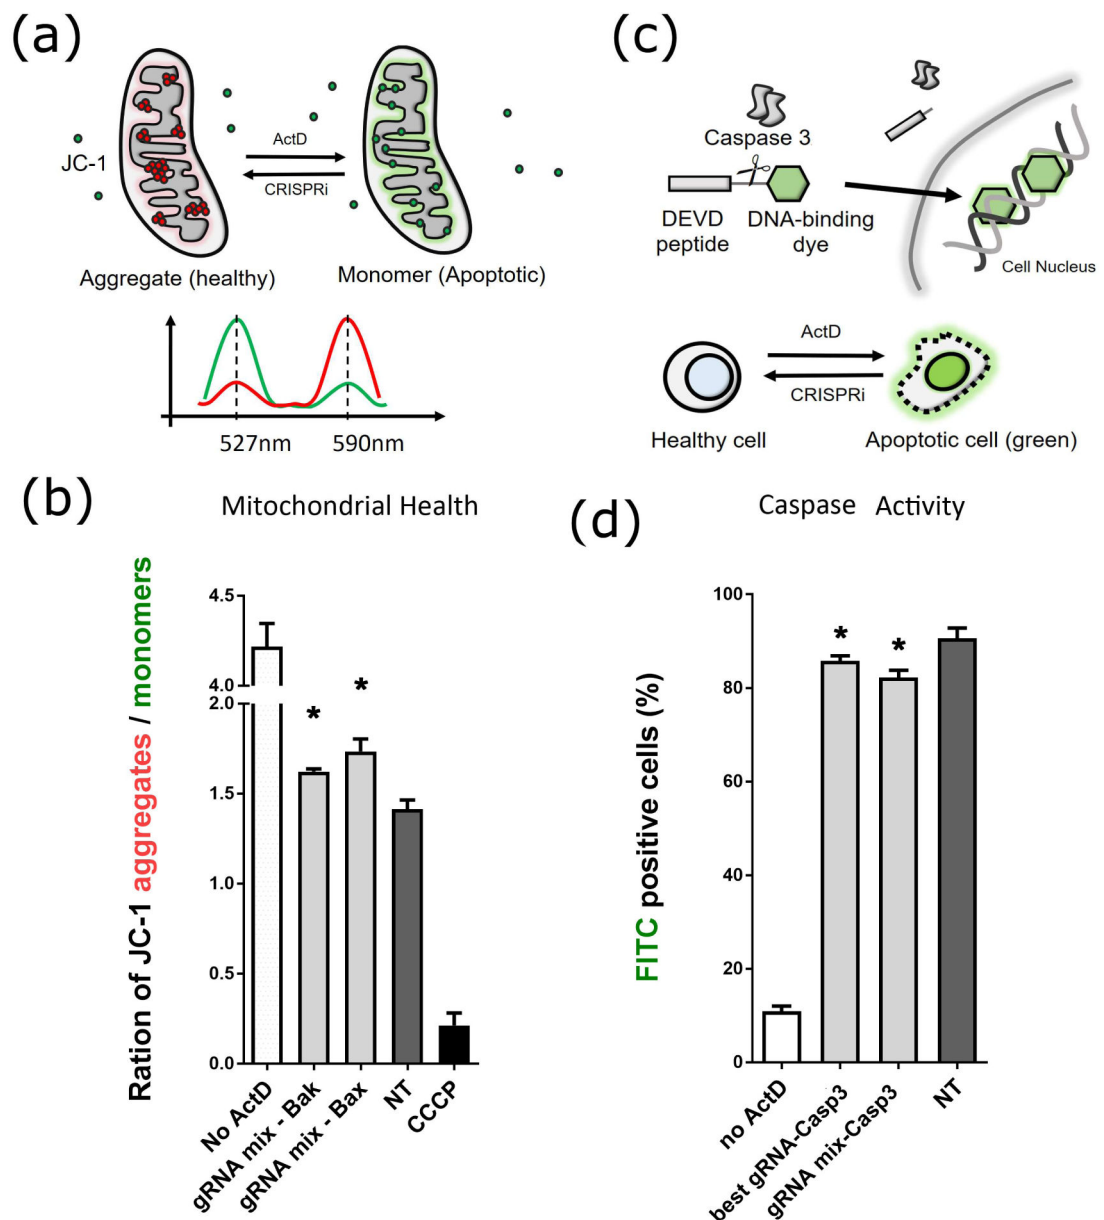 (a)
JC-1
ActD
CRISPRi
Aggregate (healthy)
Monomer (Apoptotic)
527nm
590nm
(c)
Caspase 3
DEVD
peptide
DNA-binding
dye
Cell Nucleus
ActD
CRISPRi
Healthy cell
Apoptotic cell (green)
(b)
Mitochondrial Health
Ration of JC-1 aggregates / monomers
4.5
4.0
2.0
1.5
1.0
0.5
0.0
*
*
No ActD
gRNA mix - Bak
gRNA mix - Bax
NT
CCCP
(d)
Caspase Activity
FITC positive cells (%)
100
80
60
40
20
0
*
*
no ActD
best gRNA-Casp3
gRNA mix-Casp3
NT